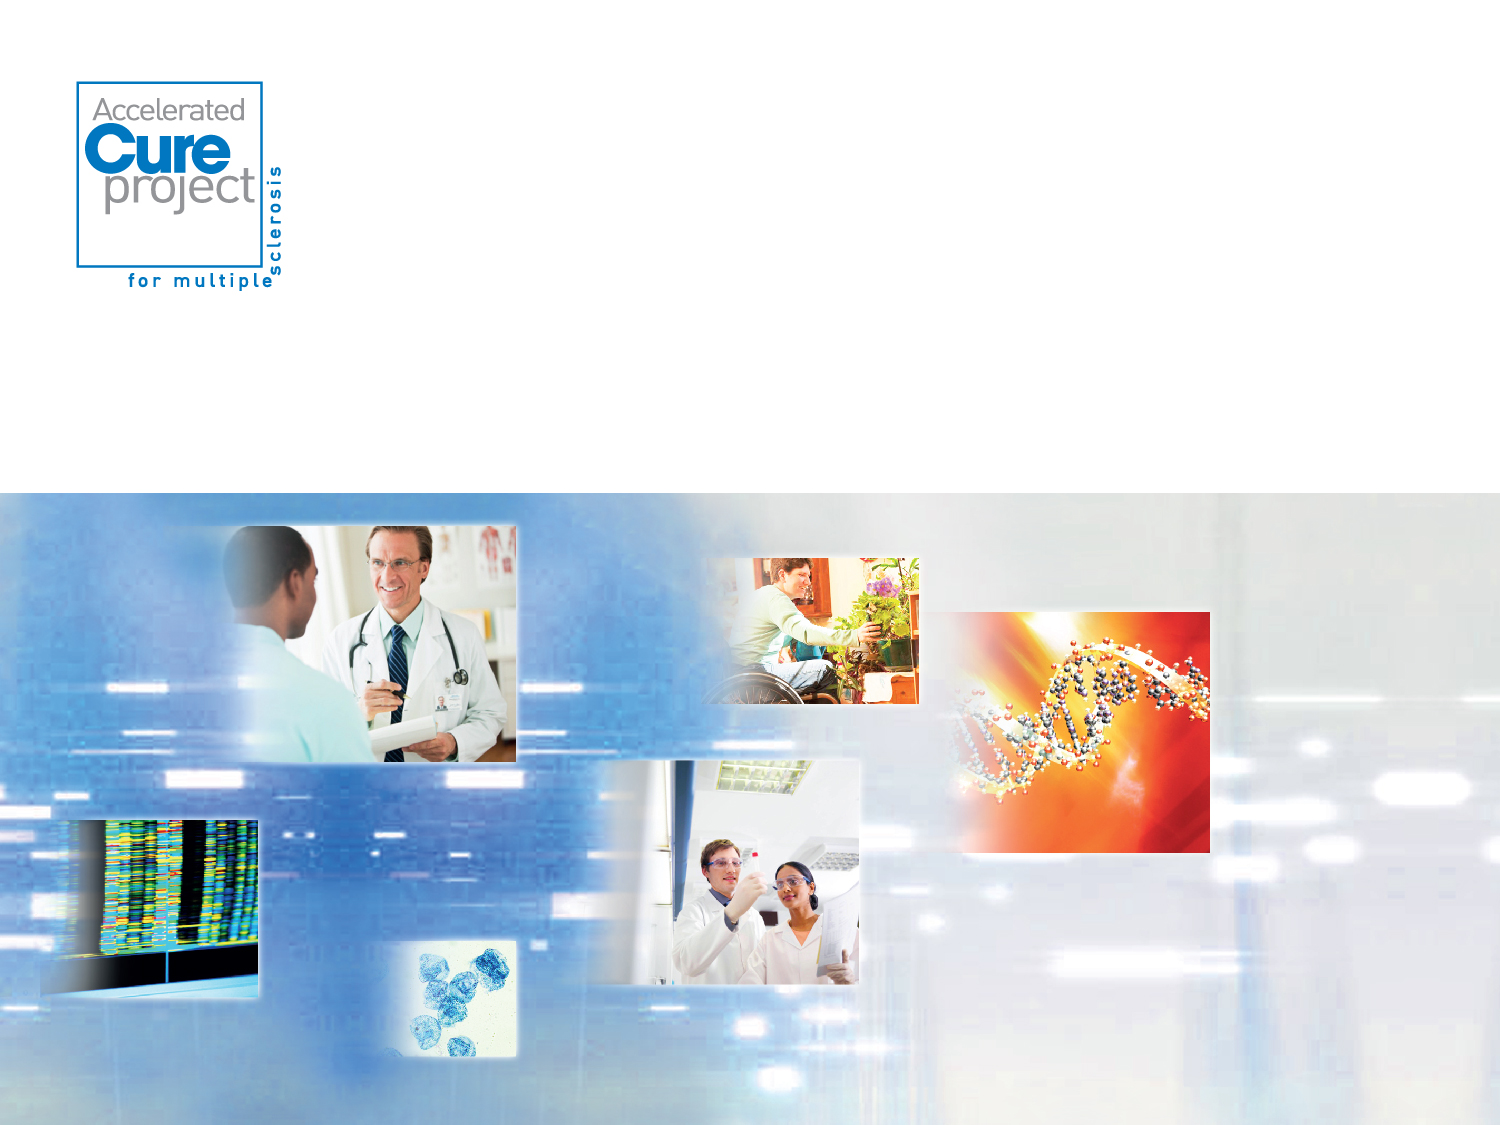 Accelerated
Cure
project
for multiple
sclerosis